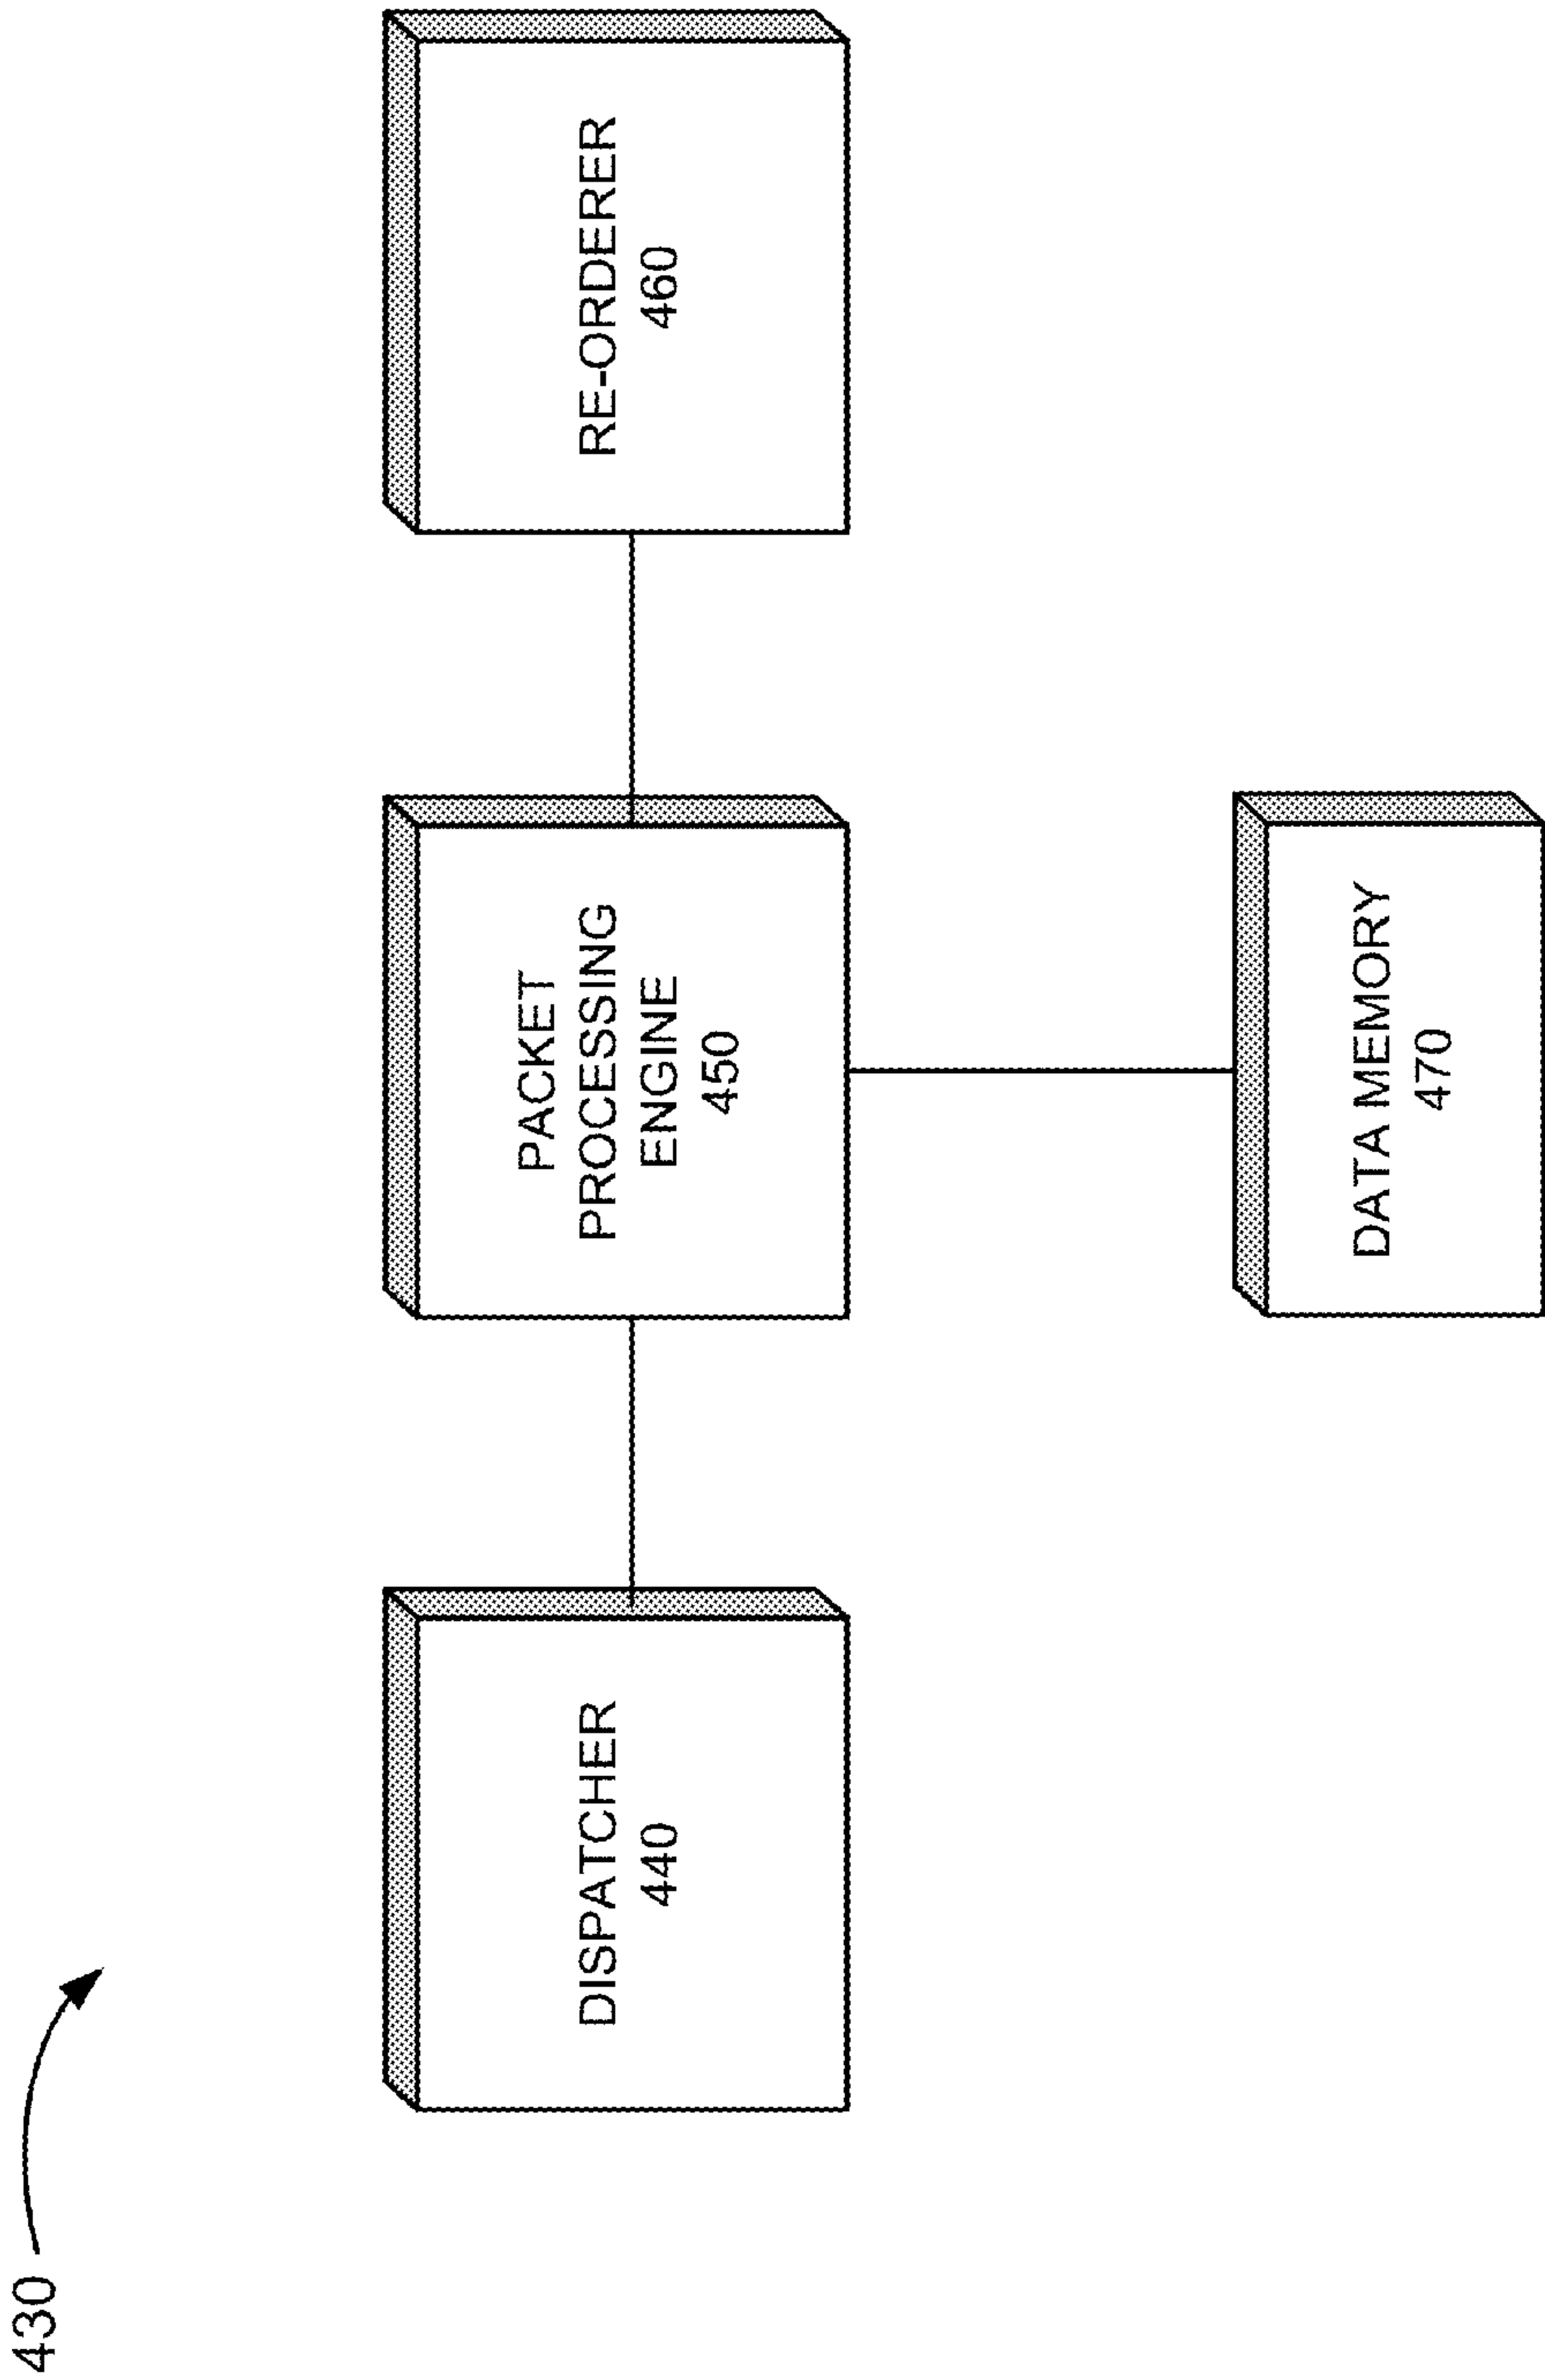 430
DISPATCHER
440
PACKET
PROCESSING
ENGINE
450
RE-ORDERER
460
DATA MEMORY
470